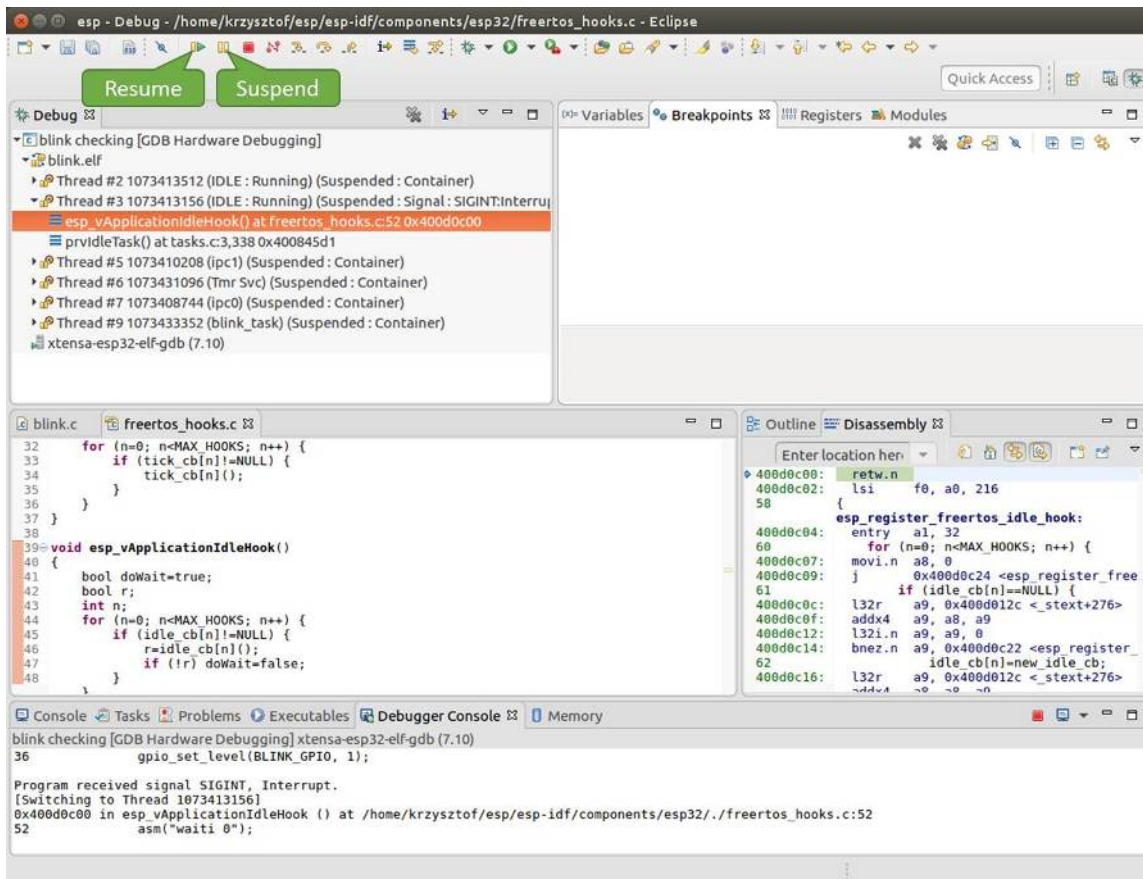 esp - Debug - /home/krzysztof/esp/esp-idf/components/esp32/freertos_hooks.c - Eclipse
Resume
Suspend
Quick Access
Debug
(x)= Variables
Breakpoints
Registers
Modules
blink checking [GDB Hardware Debugging]
blink.elf
Thread #2 1073413512 (IDLE : Running) (Suspended : Container)
Thread #3 1073413156 (IDLE : Running) (Suspended : Signal : SIGINT:Interru
esp_vApplicationIdleHook() at freertos_hooks.c:52 0x400d0c00
prvIdleTask() at tasks.c:3,338 0x400845d1
Thread #5 1073410208 (ipc1) (Suspended : Container)
Thread #6 1073431096 (Tmr Svc) (Suspended : Container)
Thread #7 1073408744 (ipc0) (Suspended : Container)
Thread #9 1073433352 (blink_task) (Suspended : Container)
xtensa-esp32-elf-gdb (7.10)
blink.c
freertos_hooks.c
32 for (n=0; n<MAX_HOOKS; n++) {
33 if (tick_cb[n]!=NULL) {
34 tick_cb[n]();
35 }
36 }
37 }
38
39 void esp_vApplicationIdleHook()
40 {
41 bool doWait=true;
42 bool r;
43 int n;
44 for (n=0; n<MAX_HOOKS; n++) {
45 if (idle_cb[n]!=NULL) {
46 r=idle_cb[n]();
47 if (!r) doWait=false;
48 }
}
Outline
Disassembly
Enter location her
400d0c00: retw.n
400d0c02: lsi f0, a0, 216
58 {
esp_register_freertos_idle_hook:
400d0c04: entry a1, 32
60 for (n=0; n<MAX_HOOKS; n++) {
400d0c07: movi.n a8, 0
400d0c09: j 0x400d0c24 <esp_register_free
61 if (idle_cb[n]==NULL) {
400d0c0c: l32r a9, 0x400d012c <_stext+276>
400d0c0f: addx4 a9, a8, a9
400d0c12: l32i.n a9, a9, 0
400d0c14: bnez.n a9, 0x400d0c22 <esp_register_
62 idle_cb[n]=new_idle_cb;
400d0c16: l32r a9, 0x400d012c <_stext+276>
Console
Tasks
Problems
Executables
Debugger Console
Memory
blink checking [GDB Hardware Debugging] xtensa-esp32-elf-gdb (7.10)
36 gpio_set_level(BLINK_GPIO, 1);
Program received signal SIGINT, Interrupt.
[Switching to Thread 1073413156]
0x400d0c00 in esp_vApplicationIdleHook () at /home/krzysztof/esp/esp-idf/components/esp32/./freertos_hooks.c:52
52 asm("waiti 0");